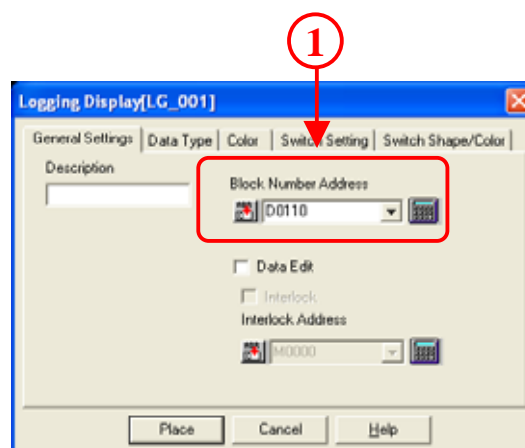 1
Logging Display[LG_001]
General Settings Data Type Color Switch Setting Switch Shape/Color
Description
Block Number Address
D0110
Data Edit
Interlock
Interlock Address
M0000
Place Cancel Help